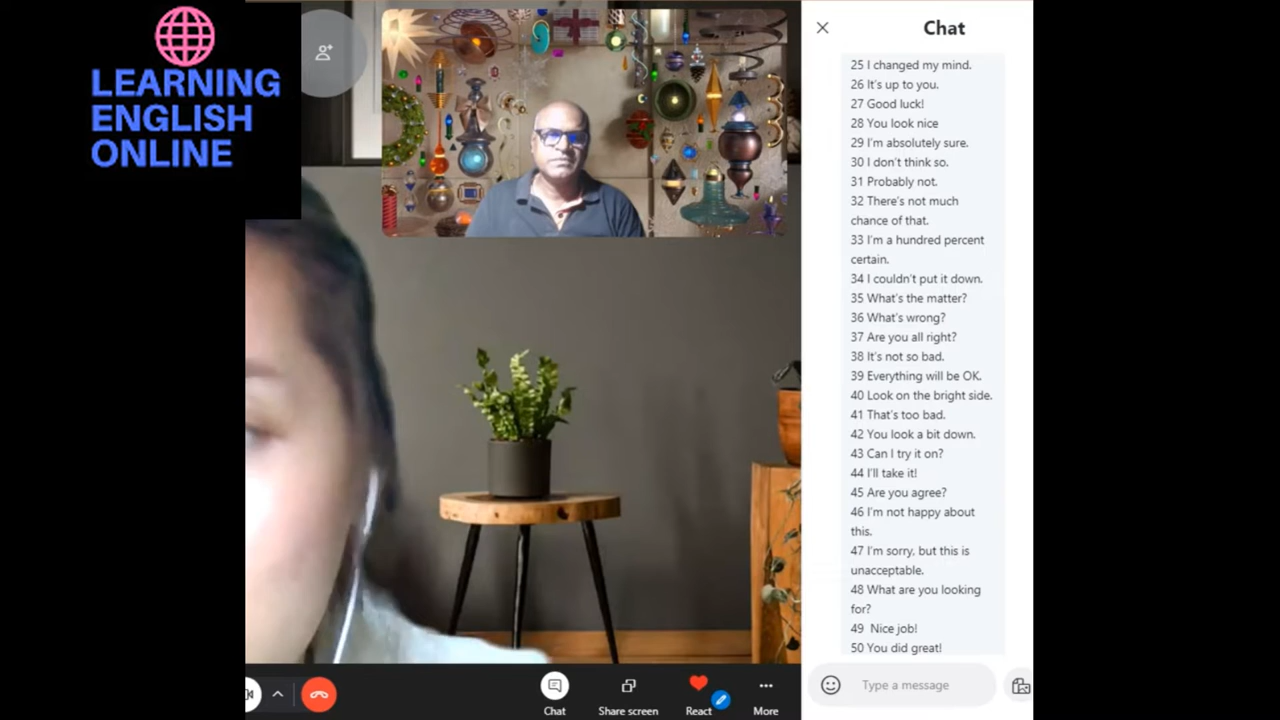 LEARNING
ENGLISH
ONLINE
Chat
25 I changed my mind.
26 It's up to you.
27 Good luck!
28 You look nice
29 I'm absolutely sure.
30 I don't think so.
31 Probably not.
32 There's not much
chance of that.
33 I'm a hundred percent
certain.
34 I couldn't put it down.
35 What's the matter?
36 What's wrong?
37 Are you all right?
38 It's not so bad.
39 Everything will be OK.
40 Look on the bright side.
41 That's too bad.
42 You look a bit down.
43 Can I try it on?
44 I'll take it!
45 Are you agree?
46 I'm not happy about
this.
47 I'm sorry, but this is
unacceptable.
48 What are you looking
for?
49 Nice job!
50 You did great!
Type a message
Chat
Share screen
React
More